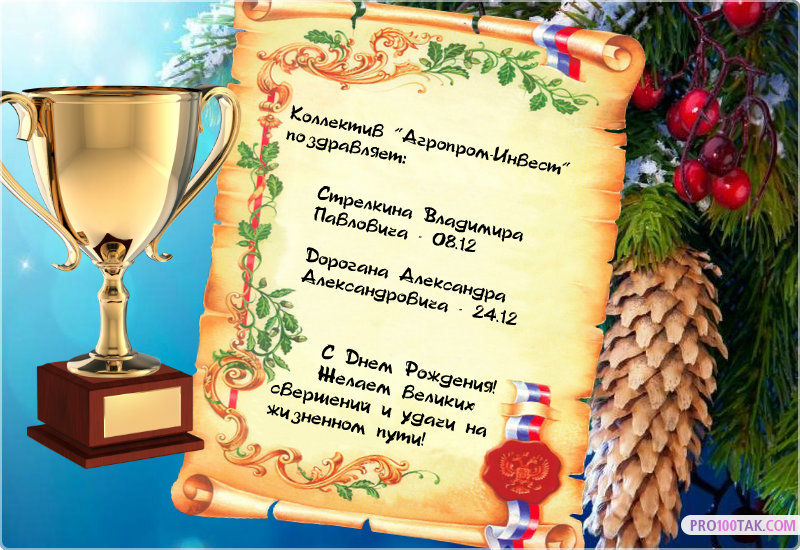 Коллектив "Агропром-Инвест"
поздравляет:
Стрелкина Владимира
Павловича - 08.12
Дорогана Александра
Александровича - 24.12
С Днем Рождения!
Желаем Великих
свершений и удачи на
жизненном пути!
PRO100TAK.COM